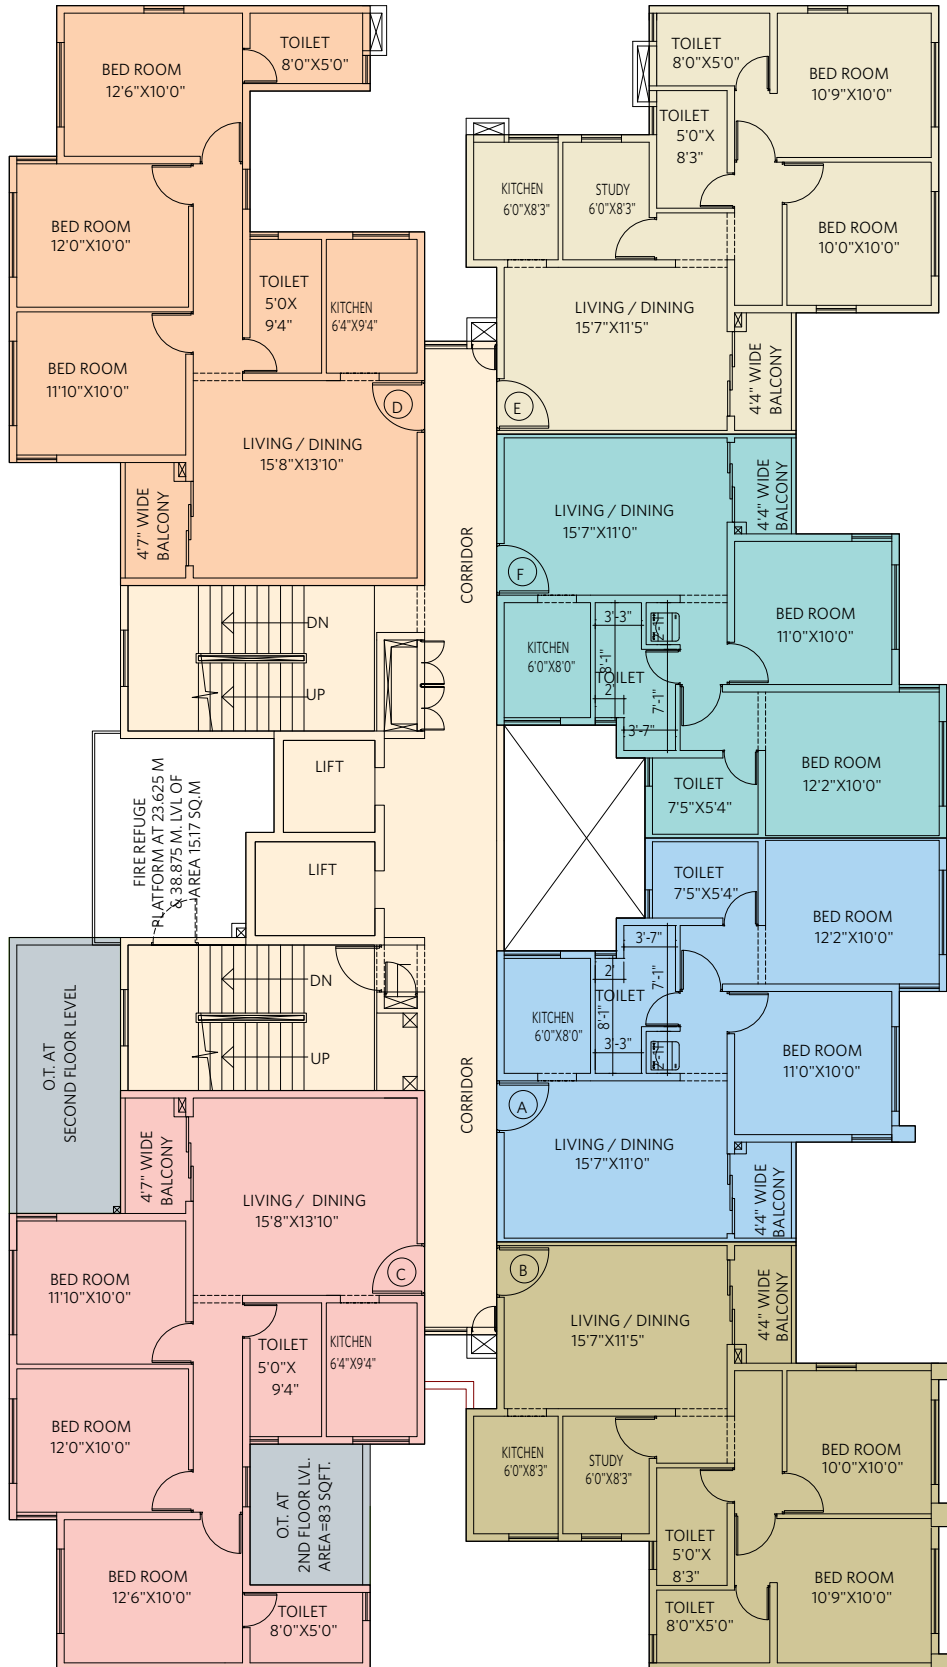 BED ROOM
12'6"X10'0"
TOILET
8'0"X5'0"
BED ROOM
12'0"X10'0"
TOILET
5'0X
9'4"
KITCHEN
6'4"X9'4"
BED ROOM
11'10"X10'0"
D
LIVING / DINING
15'8"X13'10"
4'7" WIDE
BALCONY
TOILET
8'0"X5'0"
BED ROOM
10'9"X10'0"
TOILET
5'0"X
8'3"
KITCHEN
6'0"X8'3"
STUDY
6'0"X8'3"
BED ROOM
10'0"X10'0"
LIVING / DINING
15'7"X11'5"
4'4" WIDE
BALCONY
E
CORRIDOR
LIVING / DINING
15'7"X11'0"
4'4" WIDE
BALCONY
F
BED ROOM
11'0"X10'0"
KITCHEN
6'0"X8'0"
3'-3"
2'-1"
8'-1"
TOILET
2'
7'-1"
3'-7"
BED ROOM
12'2"X10'0"
TOILET
7'5"X5'4"
DN
UP
LIFT
LIFT
FIRE REFUGE
PLATFORM AT 23.625 M
& 38.875 M. LVL OF
AREA 15.17 SQ.M
TOILET
7'5"X5'4"
BED ROOM
12'2"X10'0"
3'-7"
2'
7'-1"
TOILET
8'-1"
3'-3"
2'-1"
KITCHEN
6'0"X8'0"
BED ROOM
11'0"X10'0"
A
LIVING / DINING
15'7"X11'0"
4'4" WIDE
BALCONY
DN
UP
O.T. AT
SECOND FLOOR LEVEL
CORRIDOR
4'7" WIDE
BALCONY
LIVING / DINING
15'8"X13'10"
C
BED ROOM
11'10"X10'0"
TOILET
5'0"X
9'4"
KITCHEN
6'4"X9'4"
BED ROOM
12'0"X10'0"
O.T. AT
2ND FLOOR LVL.
AREA=83 SQFT.
BED ROOM
12'6"X10'0"
TOILET
8'0"X5'0"
B
LIVING / DINING
15'7"X11'5"
4'4" WIDE
BALCONY
KITCHEN
6'0"X8'3"
STUDY
6'0"X8'3"
BED ROOM
10'0"X10'0"
TOILET
5'0"X
8'3"
BED ROOM
10'9"X10'0"
TOILET
8'0"X5'0"